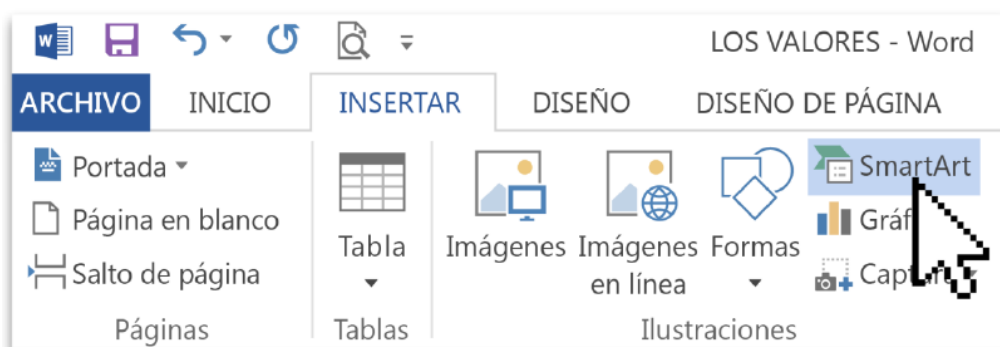 LOS VALORES - Word
ARCHIVO INICIO INSERTAR DISEÑO DISEÑO DE PÁGINA
Portada
Página en blanco
Salto de página
Páginas
Tabla
Tablas
Imágenes
Imágenes
en línea
Formas
SmartArt
Ilustraciones